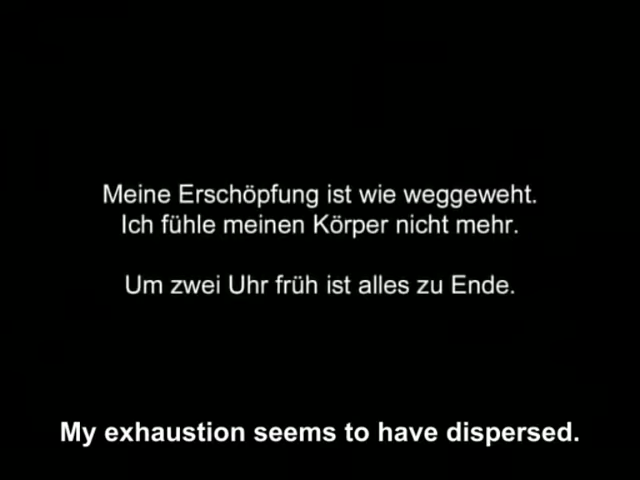 Meine Erschöpfung ist wie weggeweht.
Ich fühle meinen Körper nicht mehr.
Um zwei Uhr früh ist alles zu Ende.
My exhaustion seems to have dispersed.